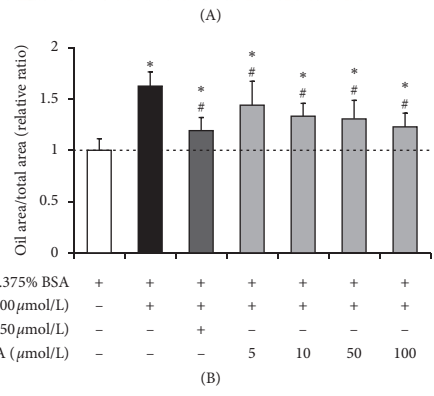 (A)
Oil area/total area (relative ratio)
2
1.5
1
0.5
0
*
* #
* #
* #
* #
* #
.375% BSA + + + + + + +
00 μmol/L) – + + + + + +
50 μmol/L) – – + – – – –
A (μmol/L) – – – 5 10 50 100
(B)